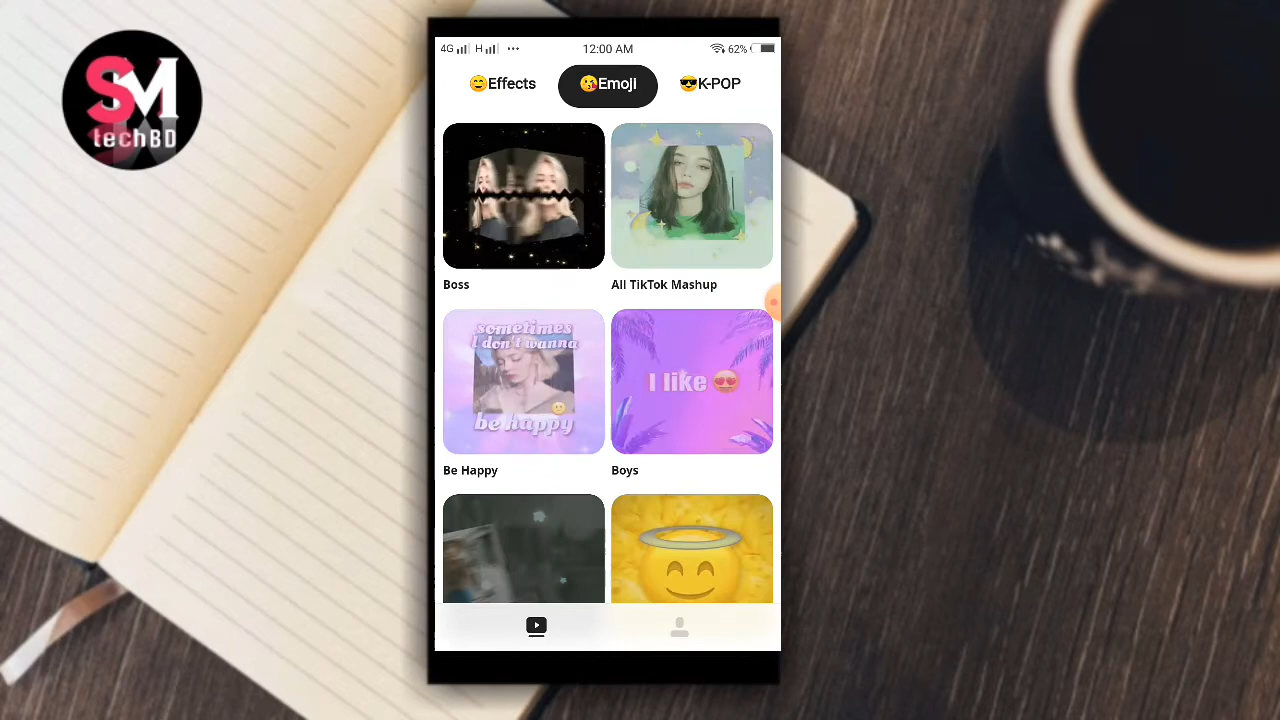 SM
techBD
4G H ... 12:00 AM 62%
😊Effects 😘Emoji 😎K-POP
Boss All TikTok Mashup
sometimes
I don't wanna
be happy
I like 😍
Be Happy Boys